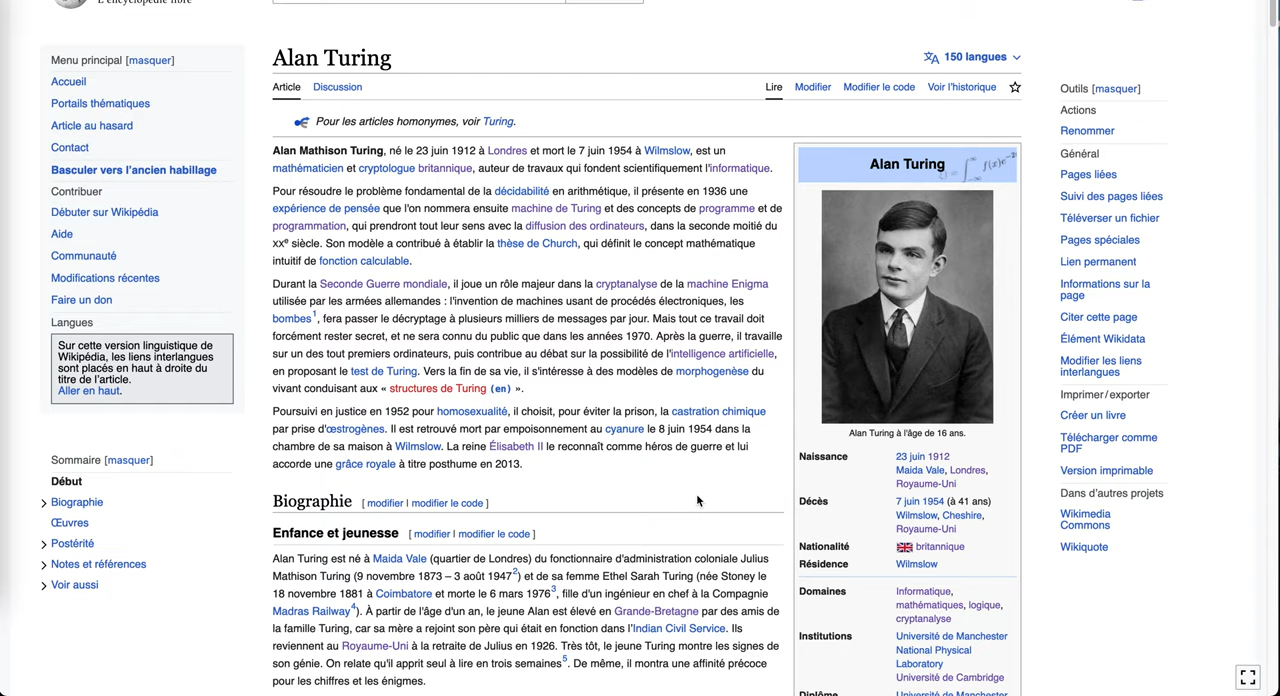 L'encyclopédie libre
Menu principal [masquer]
Accueil
Portails thématiques
Article au hasard
Contact
Basculer vers l'ancien habillage
Contribuer
Débuter sur Wikipédia
Aide
Communauté
Modifications récentes
Faire un don
Langues
Sur cette version linguistique de
Wikipédia, les liens interlangues
sont placés en haut à droite du
titre de l'article.
Aller en haut.
Sommaire [masquer]
Début
Biographie
Œuvres
Postérité
Notes et références
Voir aussi
Alan Turing
150 langues
Article Discussion Lire Modifier Modifier le code Voir l'historique
Pour les articles homonymes, voir Turing.
Alan Mathison Turing, né le 23 juin 1912 à Londres et mort le 7 juin 1954 à Wilmslow, est un
mathématicien et cryptologue britannique, auteur de travaux qui fondent scientifiquement l'informatique.
Pour résoudre le problème fondamental de la décidabilité en arithmétique, il présente en 1936 une
expérience de pensée que l'on nommera ensuite machine de Turing et des concepts de programme et de
programmation, qui prendront tout leur sens avec la diffusion des ordinateurs, dans la seconde moitié du
XXe siècle. Son modèle a contribué à établir la thèse de Church, qui définit le concept mathématique
intuitif de fonction calculable.
Durant la Seconde Guerre mondiale, il joue un rôle majeur dans la cryptanalyse de la machine Enigma
utilisée par les armées allemandes : l'invention de machines usant de procédés électroniques, les
bombes1, fera passer le décryptage à plusieurs milliers de messages par jour. Mais tout ce travail doit
forcément rester secret, et ne sera connu du public que dans les années 1970. Après la guerre, il travaille
sur un des tout premiers ordinateurs, puis contribue au débat sur la possibilité de l'intelligence artificielle,
en proposant le test de Turing. Vers la fin de sa vie, il s'intéresse à des modèles de morphogenèse du
vivant conduisant aux « structures de Turing (en) ».
Poursuivi en justice en 1952 pour homosexualité, il choisit, pour éviter la prison, la castration chimique
par prise d'œstrogènes. Il est retrouvé mort par empoisonnement au cyanure le 8 juin 1954 dans la
chambre de sa maison à Wilmslow. La reine Élisabeth II le reconnaît comme héros de guerre et lui
accorde une grâce royale à titre posthume en 2013.
Biographie [ modifier | modifier le code ]
Enfance et jeunesse [ modifier | modifier le code ]
Alan Turing est né à Maida Vale (quartier de Londres) du fonctionnaire d'administration coloniale Julius
Mathison Turing (9 novembre 1873 – 3 août 19472) et de sa femme Ethel Sarah Turing (née Stoney le
18 novembre 1881 à Coimbatore et morte le 6 mars 19763, fille d'un ingénieur en chef à la Compagnie
Madras Railway4). À partir de l'âge d'un an, le jeune Alan est élevé en Grande-Bretagne par des amis de
la famille Turing, car sa mère a rejoint son père qui était en fonction dans l'Indian Civil Service. Ils
reviennent au Royaume-Uni à la retraite de Julius en 1926. Très tôt, le jeune Turing montre les signes de
son génie. On relate qu'il apprit seul à lire en trois semaines5. De même, il montra une affinité précoce
pour les chiffres et les énigmes.
Alan Turing
Alan Turing à l'âge de 16 ans.
Naissance 23 juin 1912
Maida Vale, Londres,
Royaume-Uni
Décès 7 juin 1954 (à 41 ans)
Wilmslow, Cheshire,
Royaume-Uni
Nationalité britannique
Résidence Wilmslow
Domaines Informatique,
mathématiques, logique,
cryptanalyse
Institutions Université de Manchester
National Physical
Laboratory
Université de Cambridge
Diplôme Université de Manchester
Outils [masquer]
Actions
Renommer
Général
Pages liées
Suivi des pages liées
Téléverser un fichier
Pages spéciales
Lien permanent
Informations sur la
page
Citer cette page
Élément Wikidata
Modifier les liens
interlangues
Imprimer / exporter
Créer un livre
Télécharger comme
PDF
Version imprimable
Dans d'autres projets
Wikimedia
Commons
Wikiquote